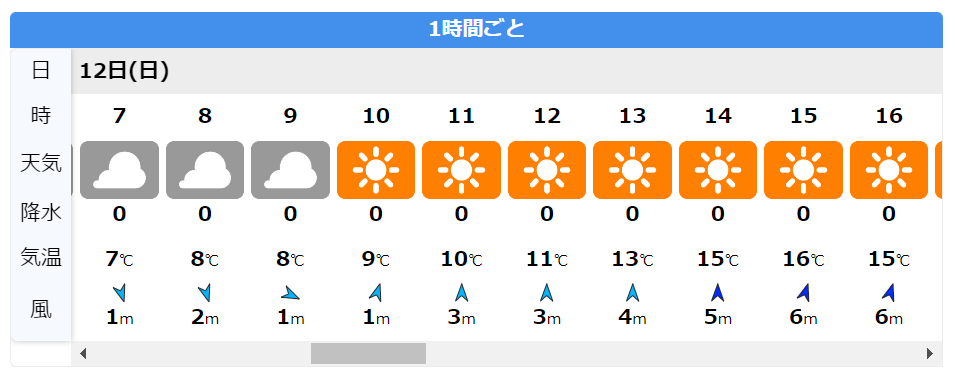 1時間ごと
日 12日(日)
時 7 8 9 10 11 12 13 14 15 16
天気
降水 0 0 0 0 0 0 0 0 0 0
気温 7℃ 8℃ 8℃ 9℃ 10℃ 11℃ 13℃ 15℃ 16℃ 15℃
風 1m 2m 1m 1m 3m 3m 4m 5m 6m 6m